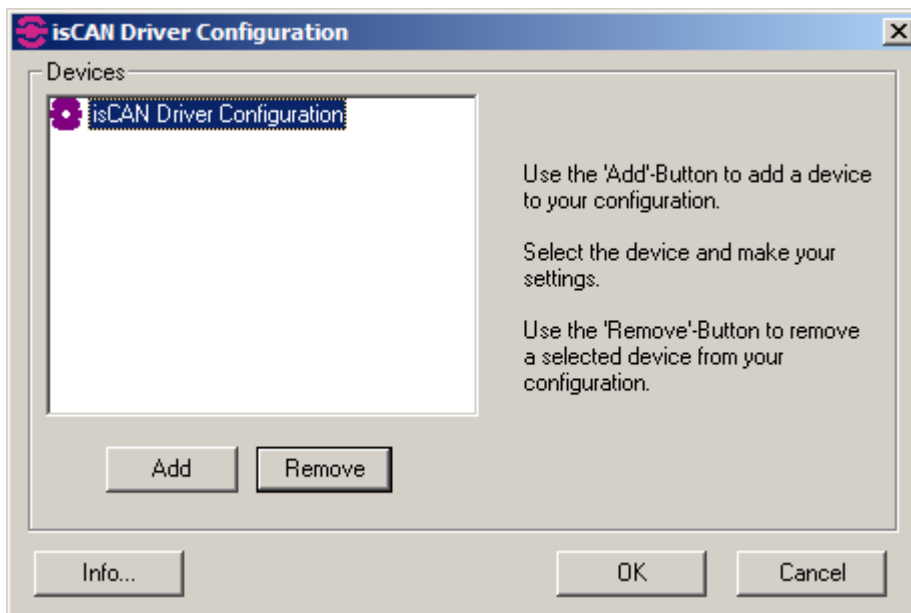 isCAN Driver Configuration
Devices
isCAN Driver Configuration
Use the 'Add'-Button to add a device
to your configuration.
Select the device and make your
settings.
Use the 'Remove'-Button to remove
a selected device from your
configuration.
Add
Remove
Info...
OK
Cancel